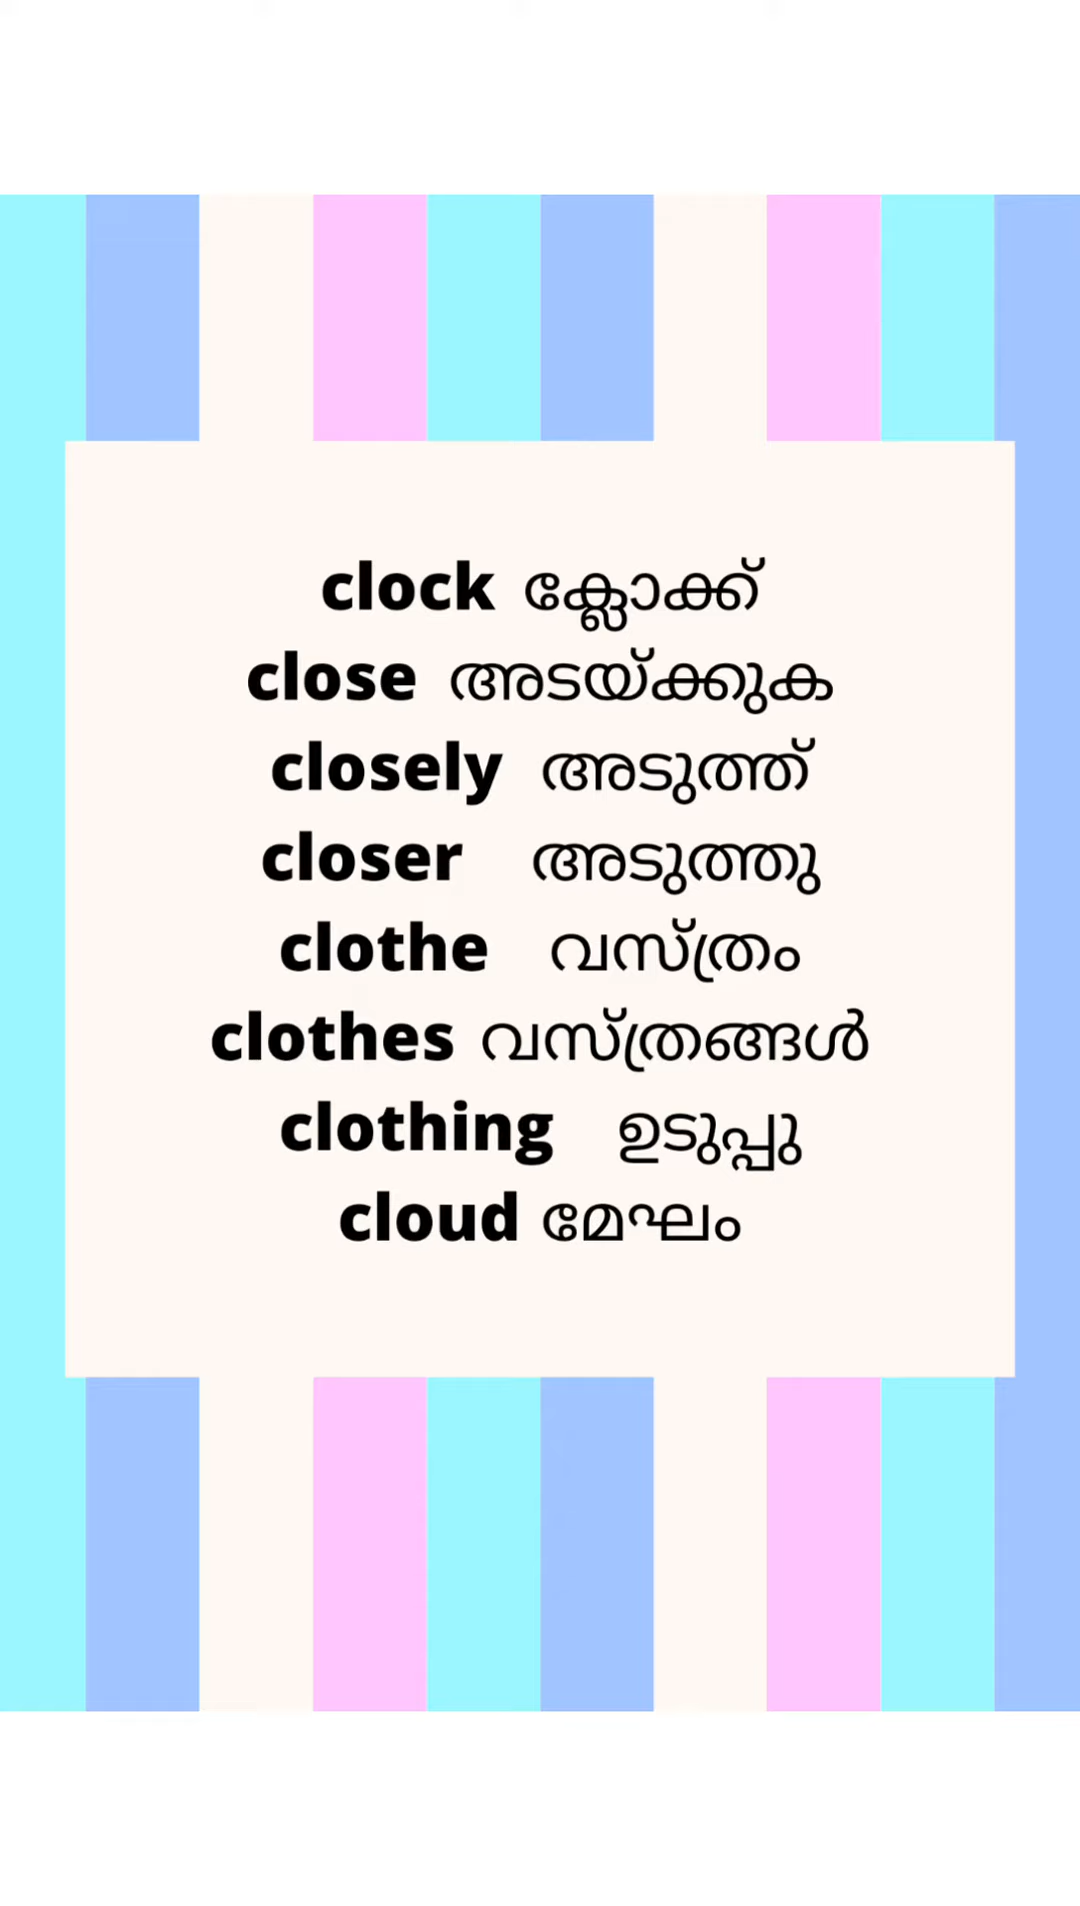 clock ക്ലോക്ക്
close അടയ്ക്കുക
closely അടുത്ത്
closer അടുത്തു
clothe വസ്ത്രം
clothes വസ്ത്രങ്ങൾ
clothing ഉടുപ്പു
cloud മേഘം